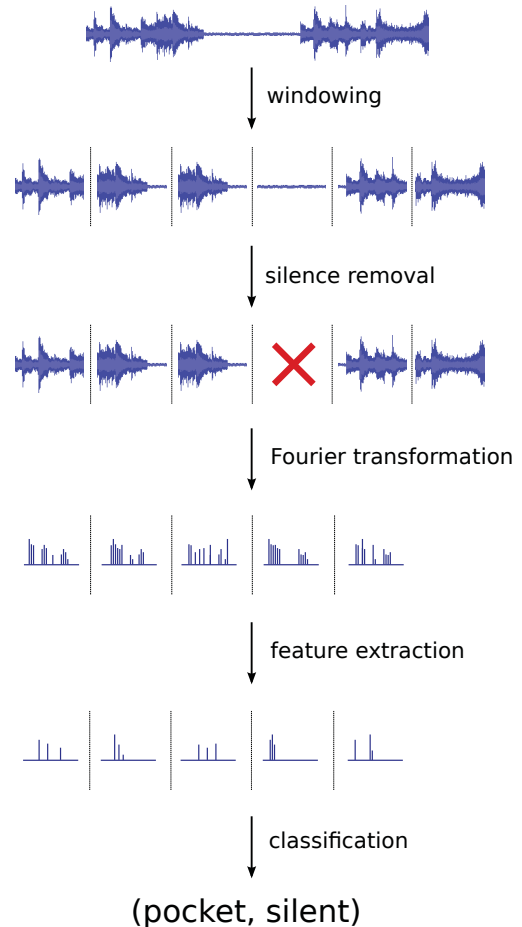 windowing
silence removal
Fourier transformation
feature extraction
classification
(pocket, silent)